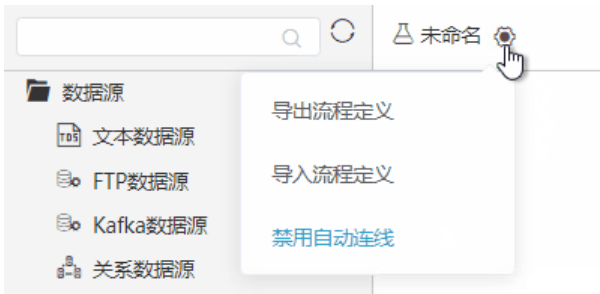 未命名
数据源
TDS
文本数据源
FTP数据源
Kafka数据源
关系数据源
导出流程定义
导入流程定义
禁用自动连线